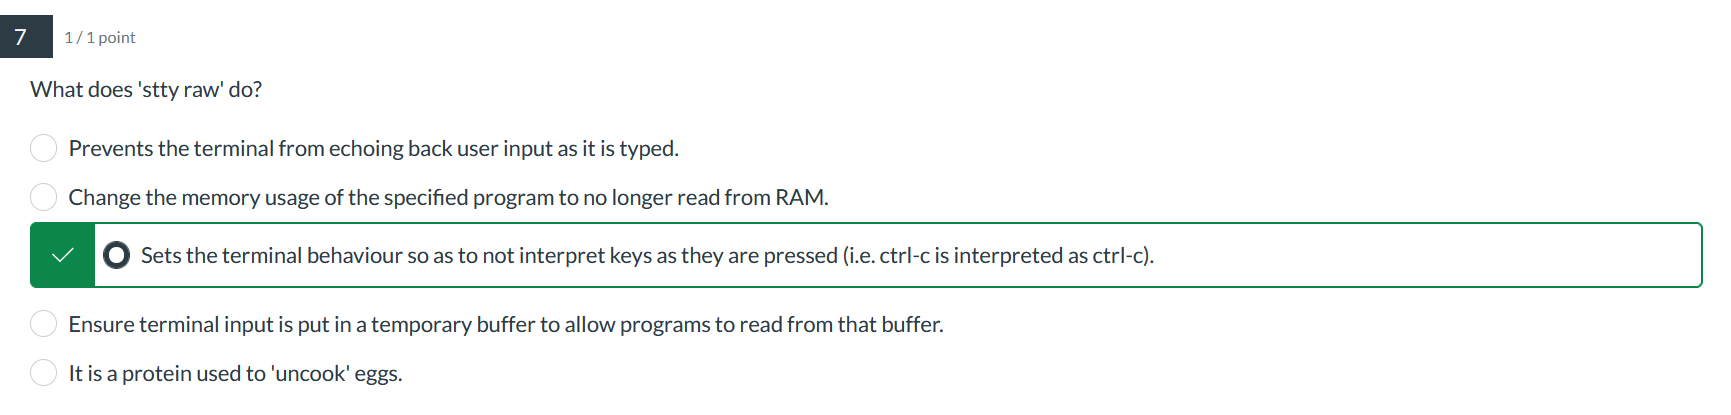 7
1 / 1 point
What does 'stty raw' do?
Prevents the terminal from echoing back user input as it is typed.
Change the memory usage of the specified program to no longer read from RAM.
Sets the terminal behaviour so as to not interpret keys as they are pressed (i.e. ctrl-c is interpreted as ctrl-c).
Ensure terminal input is put in a temporary buffer to allow programs to read from that buffer.
It is a protein used to 'uncook' eggs.